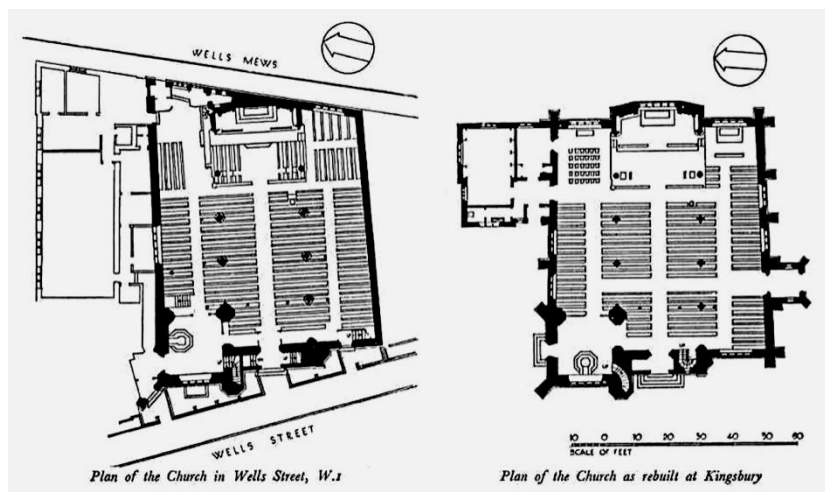 WELLS MEWS
WELLS STREET
Plan of the Church in Wells Street, W.1
10 0 10 20 30 40 50 60
SCALE OF FEET
Plan of the Church as rebuilt at Kingsbury